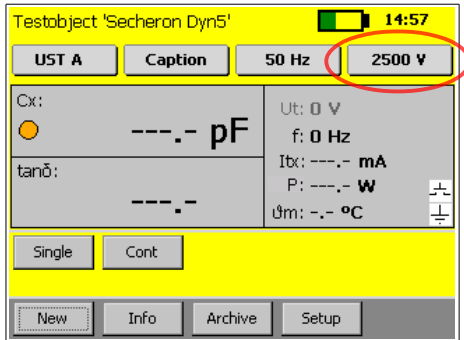 Testobject 'Secheron Dyn5' 14:57
UST A Caption 50 Hz 2500 V
Cx:
---.- pF
tanδ:
---.-
Ut: 0 V
f: 0 Hz
Itx: ---.- mA
P: ---.- W
ϑm: -.- ºC
Single Cont
New Info Archive Setup